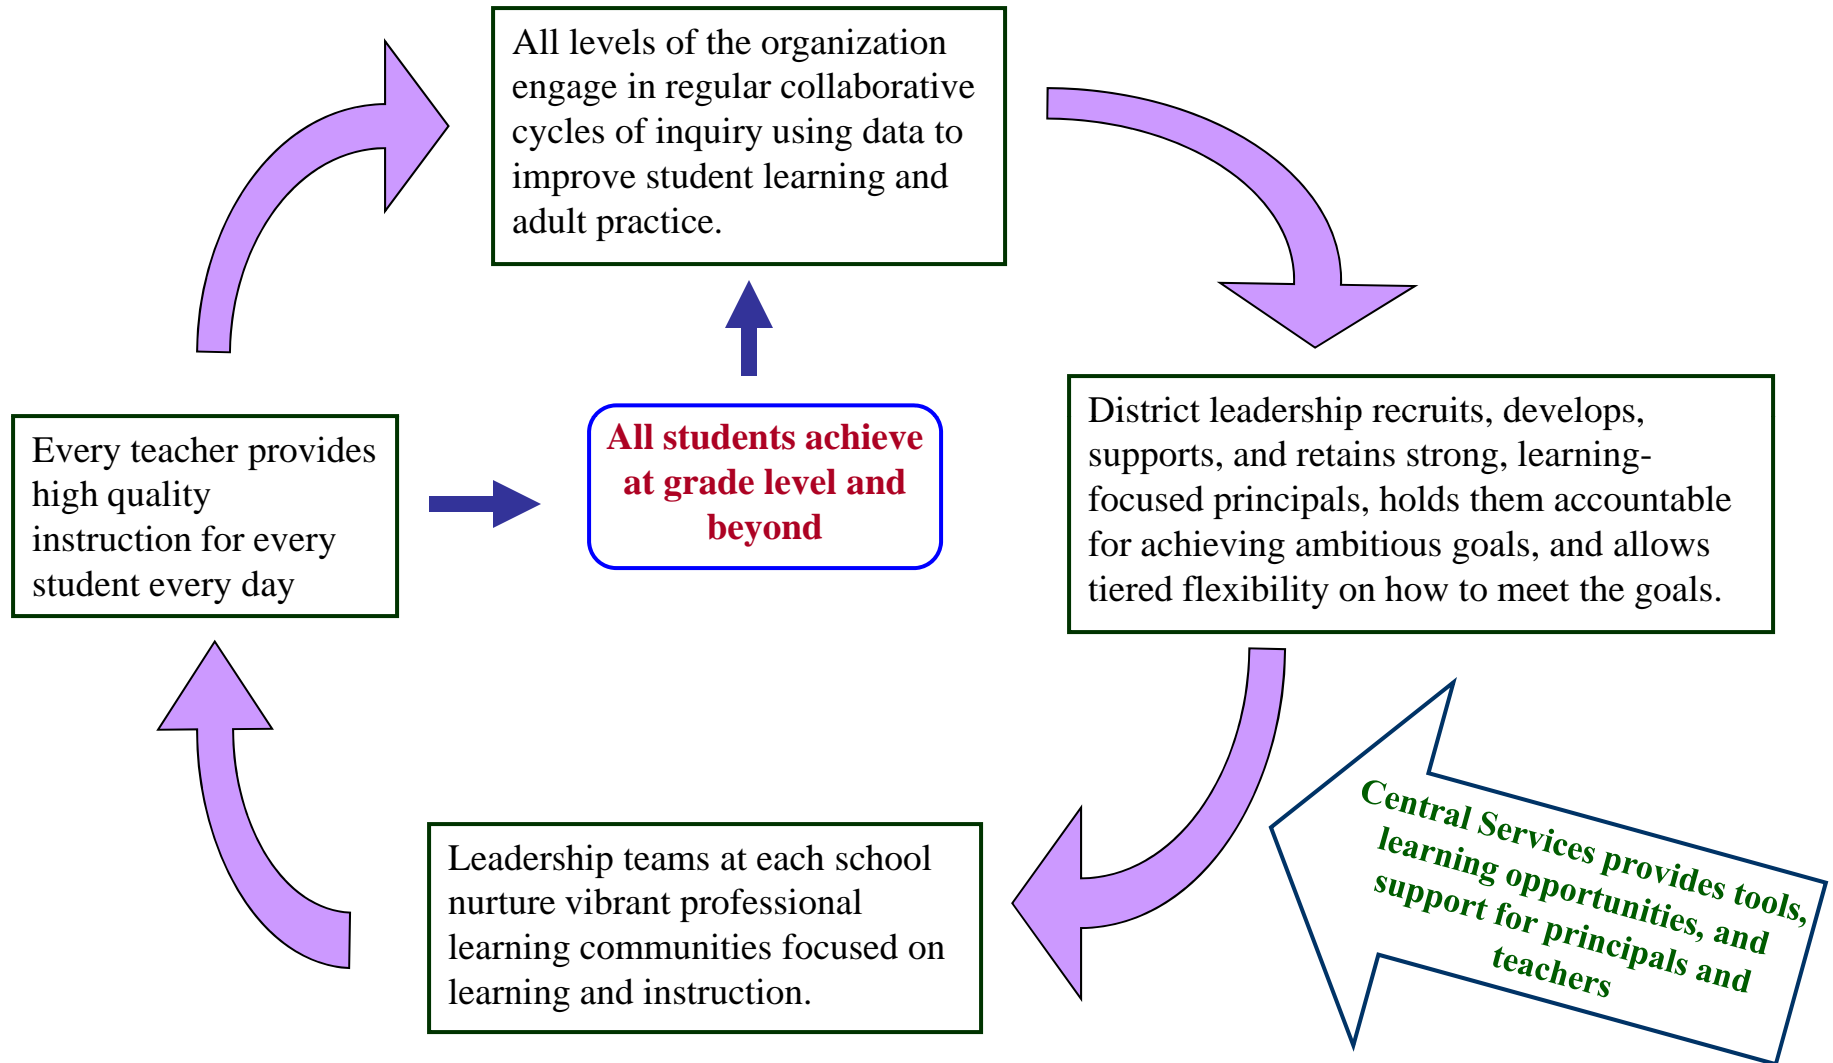 All levels of the organization
engage in regular collaborative
cycles of inquiry using data to
improve student learning and
adult practice.
Every teacher provides
high quality
instruction for every
student every day
All students achieve
at grade level and
beyond
District leadership recruits, develops,
supports, and retains strong, learning-
focused principals, holds them accountable
for achieving ambitious goals, and allows
tiered flexibility on how to meet the goals.
Leadership teams at each school
nurture vibrant professional
learning communities focused on
learning and instruction.
Central Services provides tools,
learning opportunities, and
support for principals and
teachers